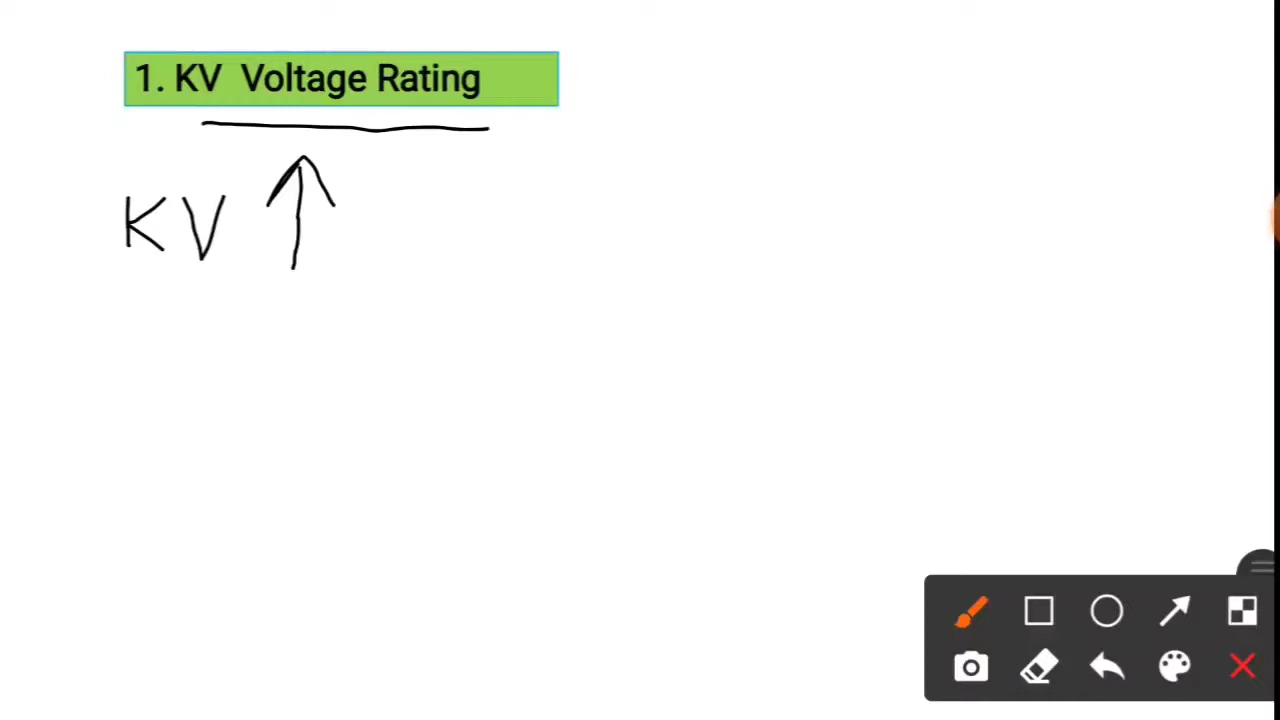 1. KV Voltage Rating
KV ↑